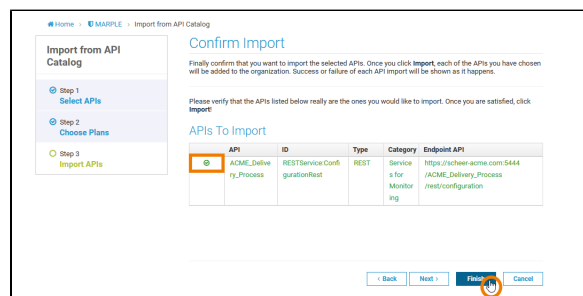 Home › MARPLE › Import from API Catalog
Import from API
Catalog
Step 1
Select APIs
Step 2
Choose Plans
Step 3
Import APIs
Confirm Import
Finally confirm that you want to import the selected APIs. Once you click Import, each of the APIs you have chosen
will be added to the organization. Success or failure of each API import will be shown as it happens.
Please verify that the APIs listed below really are the ones you would like to import. Once you are satisfied, click
Import!
APIs To Import
API ID Type Category Endpoint API
ACME_Delive RESTService:Confi REST Service https://scheer-acme.com:5444
ry_Process gurationRest s for /ACME_Delivery_Process
Monitor /rest/configuration
ing
< Back Next > Finish Cancel